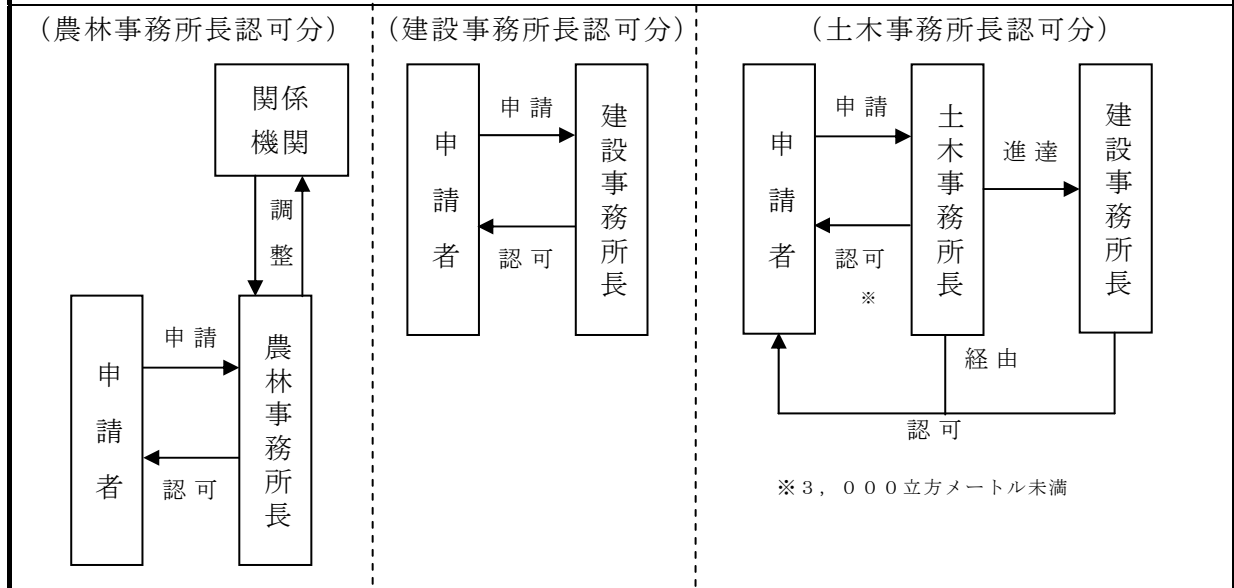 (農林事務所長認可分)
関係
機関
調
整
申請者
申請
認可
農林事務所長
(建設事務所長認可分)
申請者
申請
認可
建設事務所長
(土木事務所長認可分)
申請者
申請
認可
※
土木事務所長
進達
建設事務所長
経由
認可
※3,000立方メートル未満